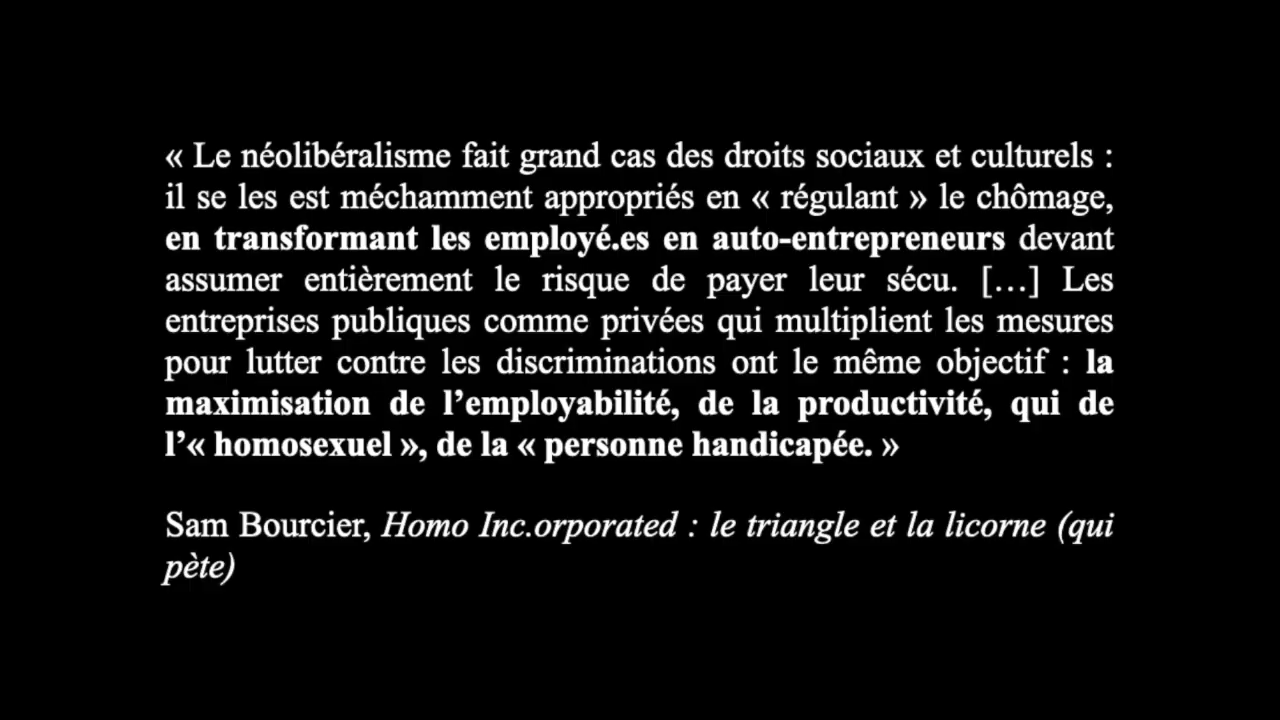 « Le néolibéralisme fait grand cas des droits sociaux et culturels :
il se les est méchamment appropriés en « régulant » le chômage,
en transformant les employé.es en auto-entrepreneurs devant
assumer entièrement le risque de payer leur sécu. […] Les
entreprises publiques comme privées qui multiplient les mesures
pour lutter contre les discriminations ont le même objectif : la
maximisation de l’employabilité, de la productivité, qui de
l’« homosexuel », de la « personne handicapée. »
Sam Bourcier, Homo Inc.orporated : le triangle et la licorne (qui
pète)